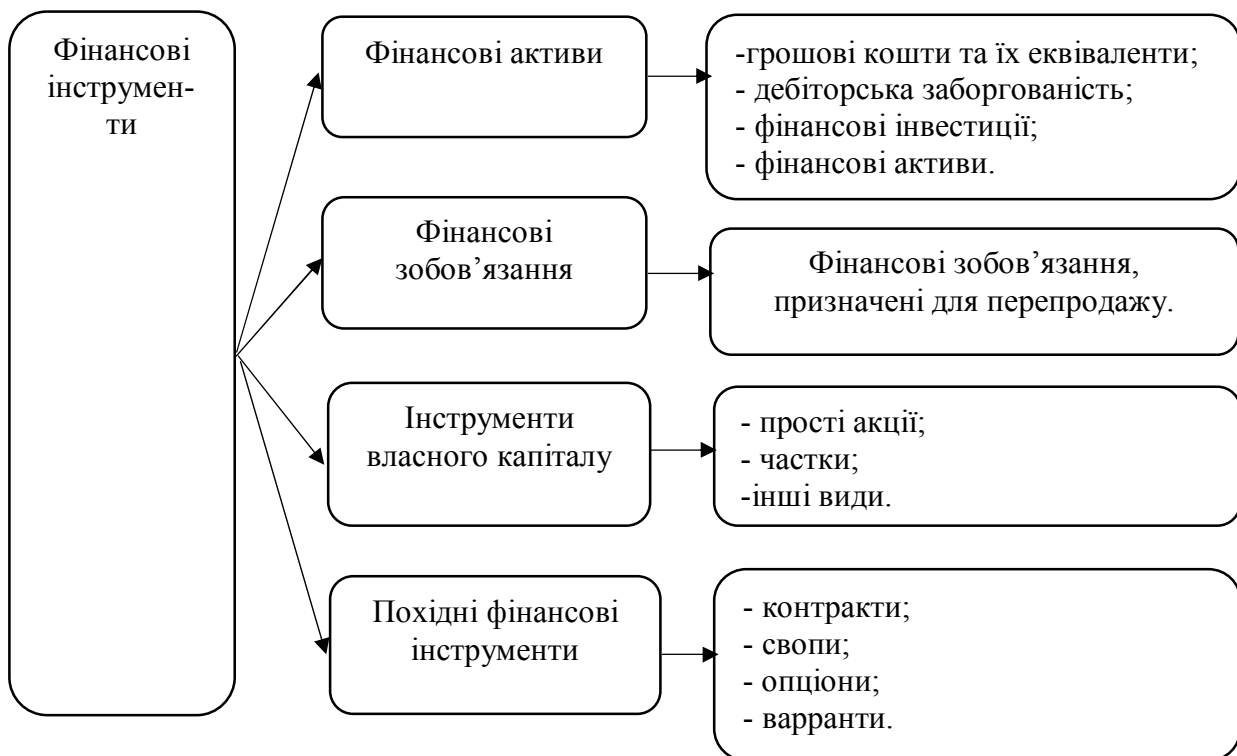 Фінансові
інструмен-
ти
Фінансові активи
-грошові кошти та їх еквіваленти;
- дебіторська заборгованість;
- фінансові інвестиції;
- фінансові активи.
Фінансові
зобов’язання
Фінансові зобов’язання,
призначені для перепродажу.
Інструменти
власного капіталу
- прості акції;
- частки;
-інші види.
Похідні фінансові
інструменти
- контракти;
- свопи;
- опціони;
- варранти.